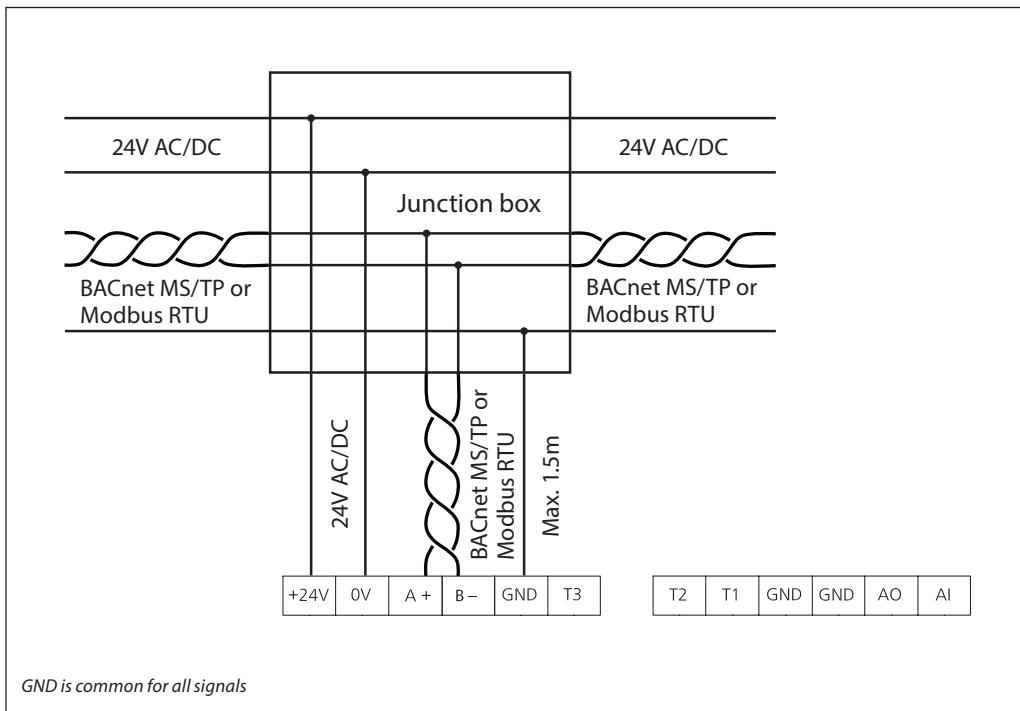 24V AC/DC
24V AC/DC
Junction box
BACnet MS/TP or
Modbus RTU
BACnet MS/TP or
Modbus RTU
24V AC/DC
BACnet MS/TP or
Modbus RTU
Max. 1.5m
+24V 0V A + B – GND T3
T2 T1 GND GND AO AI
GND is common for all signals